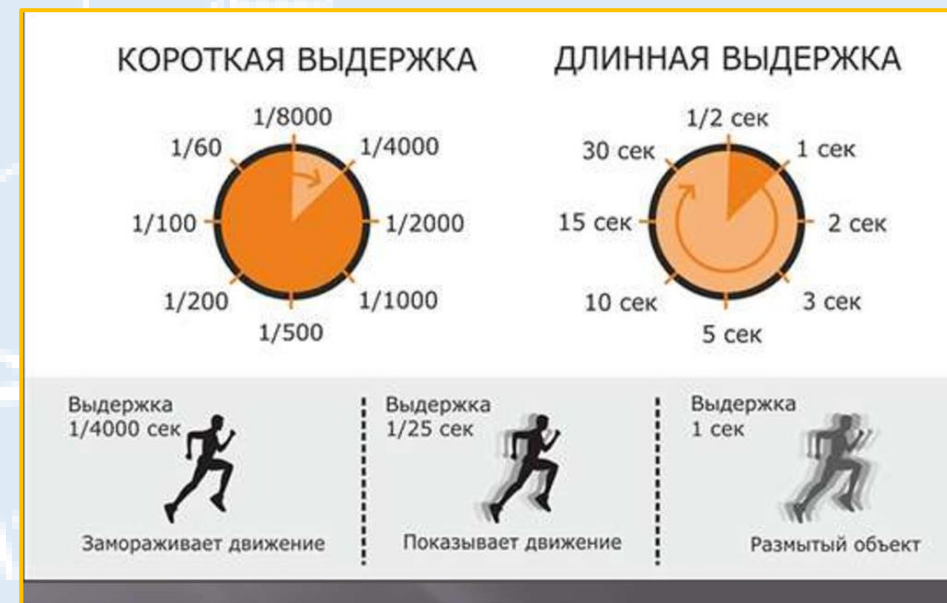 КОРОТКАЯ ВЫДЕРЖКА
1/8000
1/4000
1/2000
1/1000
1/500
1/200
1/100
1/60
ДЛИННАЯ ВЫДЕРЖКА
1/2 сек
1 сек
2 сек
3 сек
5 сек
10 сек
15 сек
30 сек
Выдержка
1/4000 сек
Замораживает движение
Выдержка
1/25 сек
Показывает движение
Выдержка
1 сек
Размытый объект